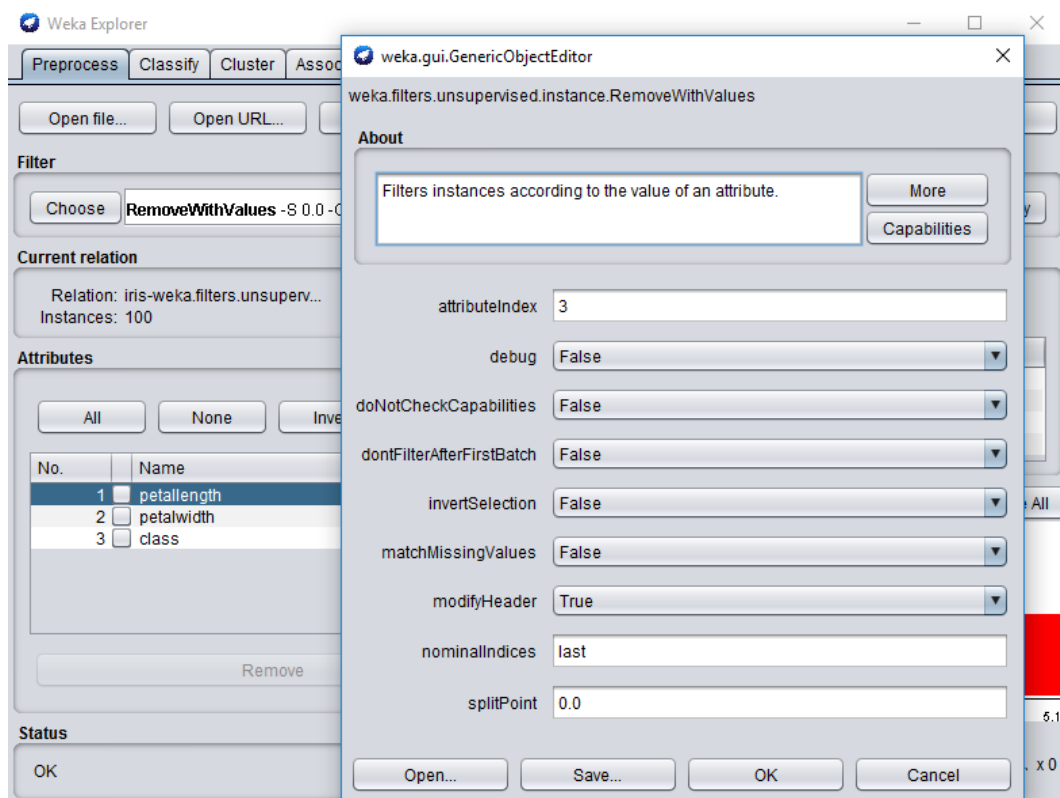 Weka Explorer
Preprocess Classify Cluster Assoc
Open file... Open URL...
Filter
Choose RemoveWithValues -S 0.0 -C
Current relation
Relation: iris-weka.filters.unsuperv...
Instances: 100
Attributes
All None Inve
No. Name
1 petallength
2 petalwidth
3 class
Remove
Status
OK
weka.gui.GenericObjectEditor
weka.filters.unsupervised.instance.RemoveWithValues
About
Filters instances according to the value of an attribute.
More
Capabilities
attributeIndex 3
debug False
doNotCheckCapabilities False
dontFilterAfterFirstBatch False
invertSelection False
matchMissingValues False
modifyHeader True
nominalIndices last
splitPoint 0.0
Open... Save... OK Cancel
y
All
5.1
x 0